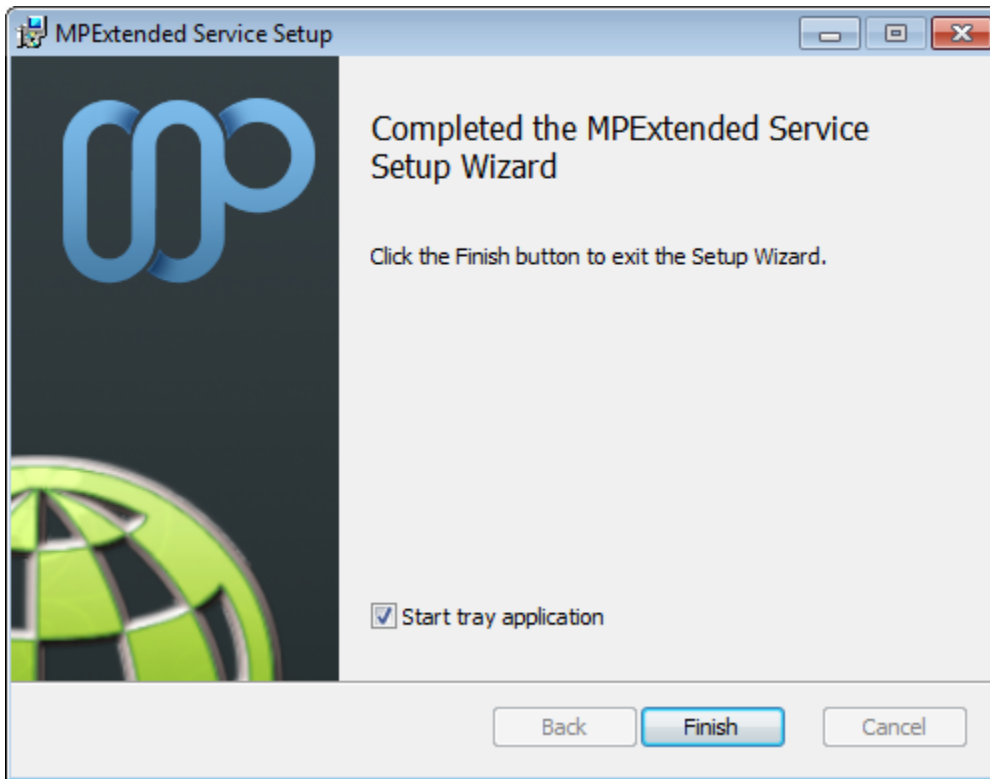 MPExtended Service Setup
Completed the MPExtended Service
Setup Wizard
Click the Finish button to exit the Setup Wizard.
Start tray application
Back Finish Cancel